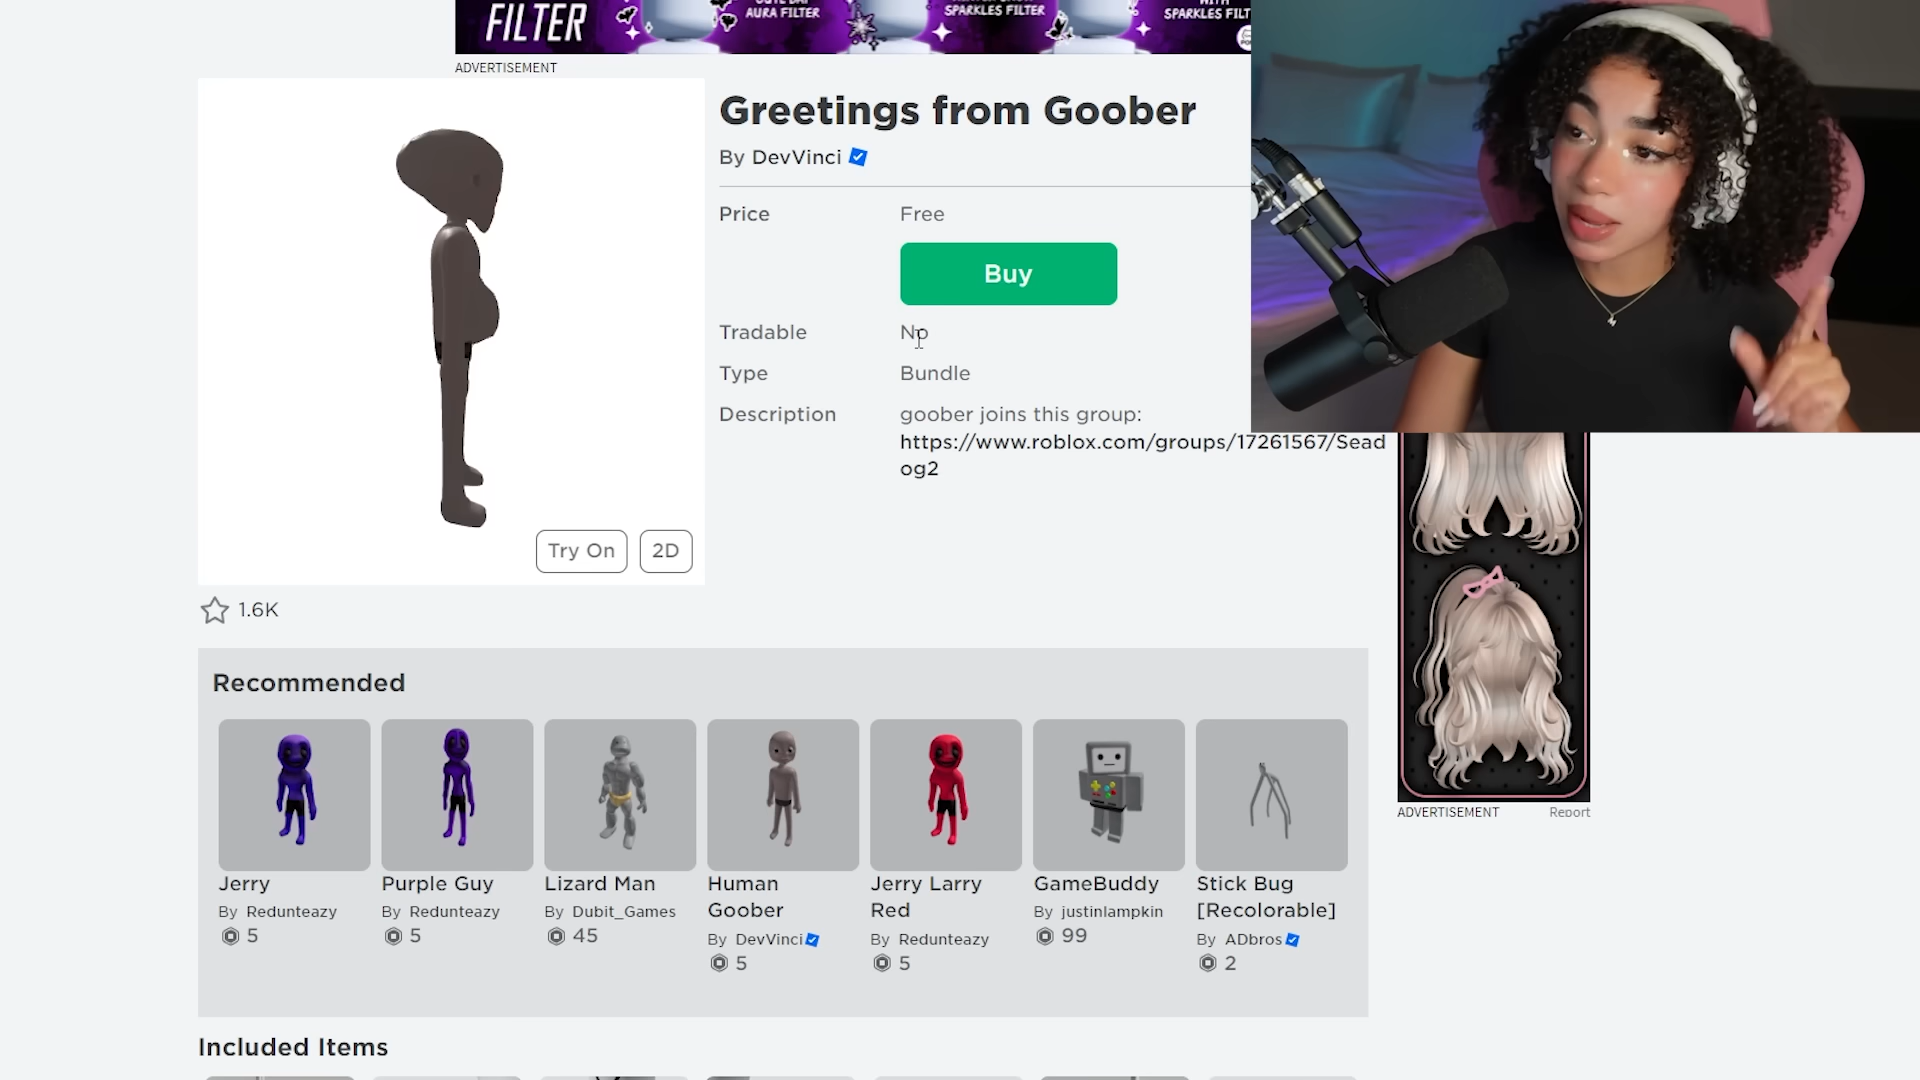 FILTER
AURA FILTER
SPARKLES FILTER
WITH
SPARKLES FILT
ADVERTISEMENT
Greetings from Goober
By DevVinci
Price Free
Buy
Tradable No
Type Bundle
Description goober joins this group:
https://www.roblox.com/groups/17261567/Sead
og2
Try On 2D
1.6K
ADVERTISEMENT Report
Recommended
Jerry
By Redunteazy
5
Purple Guy
By Redunteazy
5
Lizard Man
By Dubit_Games
45
Human
Goober
By DevVinci
5
Jerry Larry
Red
By Redunteazy
5
GameBuddy
By justinlampkin
99
Stick Bug
[Recolorable]
By ADbros
2
Included Items